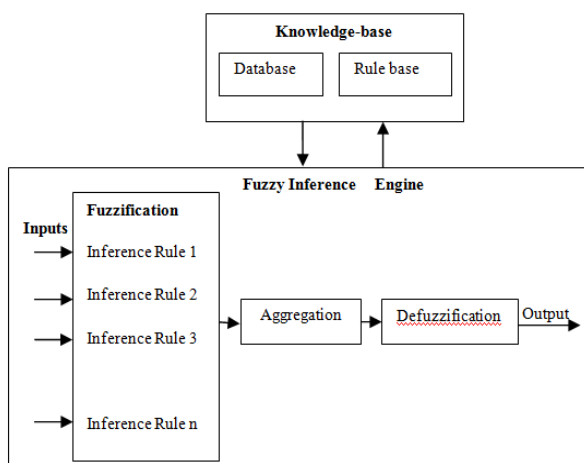 Knowledge-base
Database
Rule base
Fuzzy Inference Engine
Fuzzification
Inputs
Inference Rule 1
Inference Rule 2
Inference Rule 3
Inference Rule n
Aggregation
Defuzzification
Output